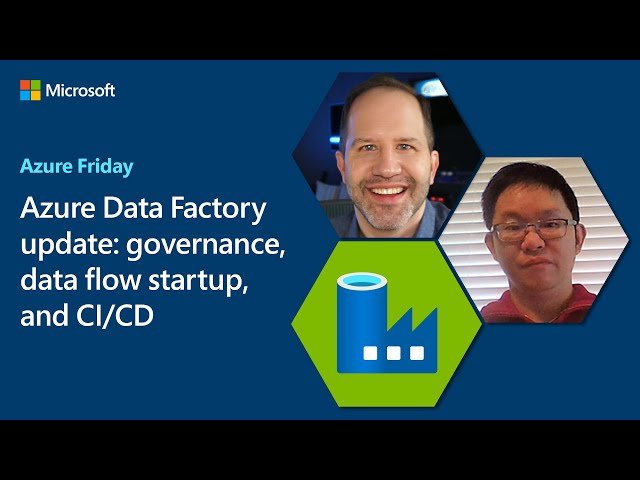 Microsoft
Azure Friday
Azure Data Factory
update: governance,
data flow startup,
and CI/CD